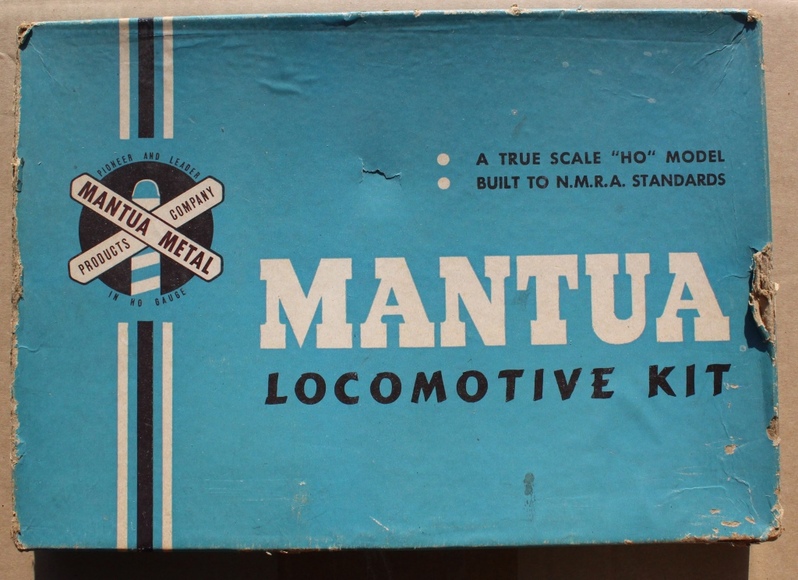 PIONEER AND LEADER
MANTUA METAL
PRODUCTS COMPANY
IN HO GAUGE
A TRUE SCALE "HO" MODEL
BUILT TO N.M.R.A. STANDARDS
MANTUA
LOCOMOTIVE KIT